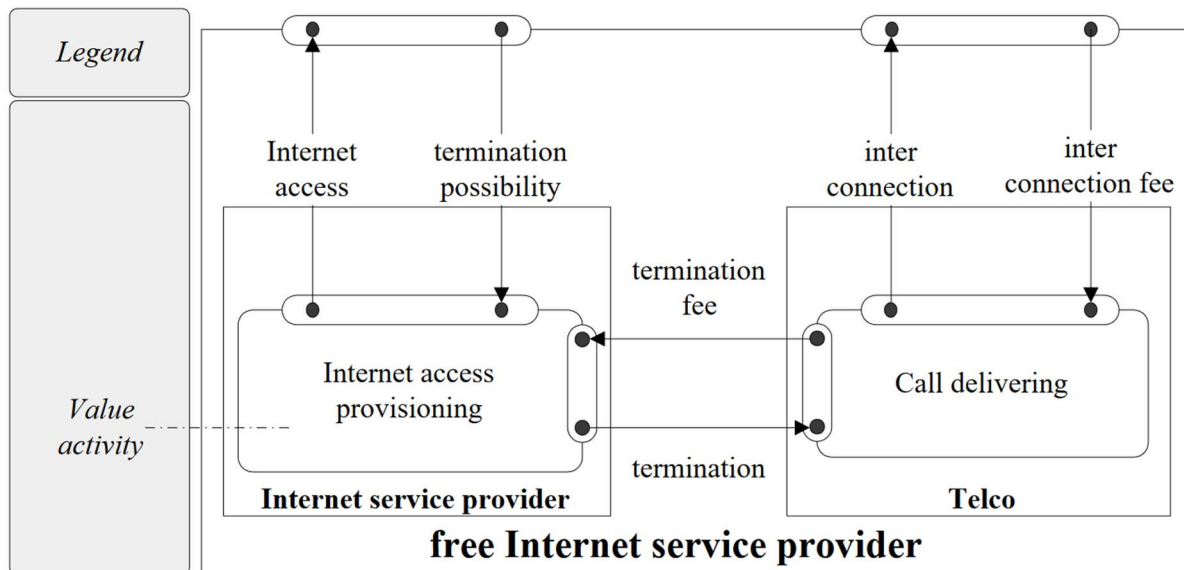 Legend
Internet
access
termination
possibility
inter
connection
inter
connection fee
termination
fee
Internet access
provisioning
Call delivering
Value
activity
termination
Internet service provider
Telco
free Internet service provider